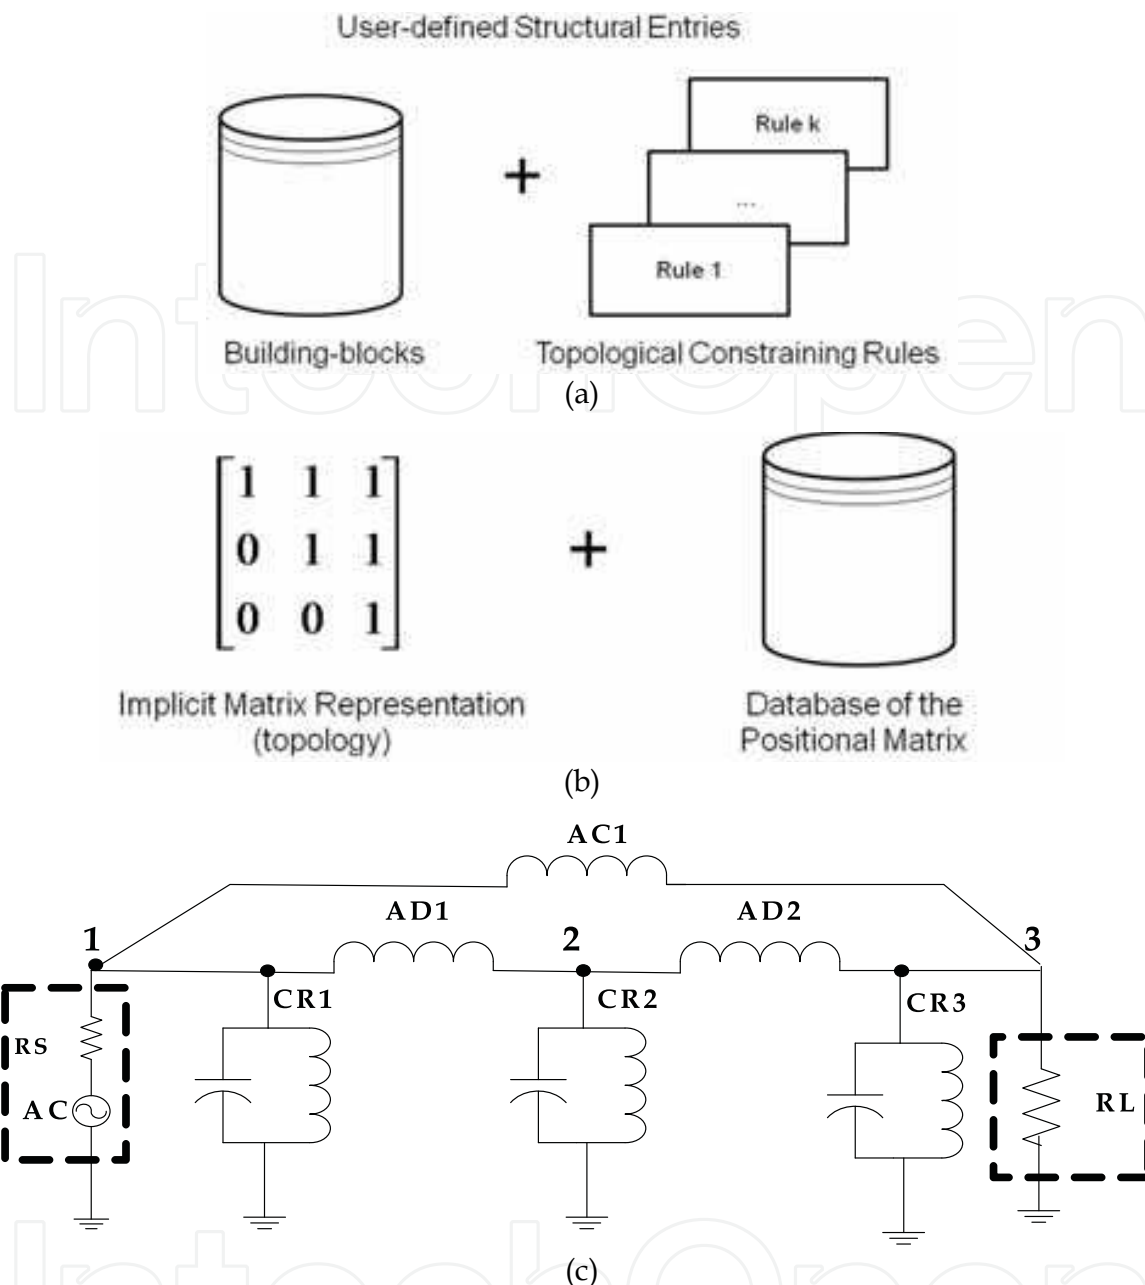 User-defined Structural Entries
Rule k
+
...
Rule 1
Building-blocks
Topological Constraining Rules
IntechOpen
(a)
1 1 1
0 1 1
0 0 1
+
Implicit Matrix Representation
(topology)
Database of the
Positional Matrix
(b)
AC1
AD1
AD2
1
2
3
CR1
CR2
CR3
RS
AC
RL
(c)
IntechOpen